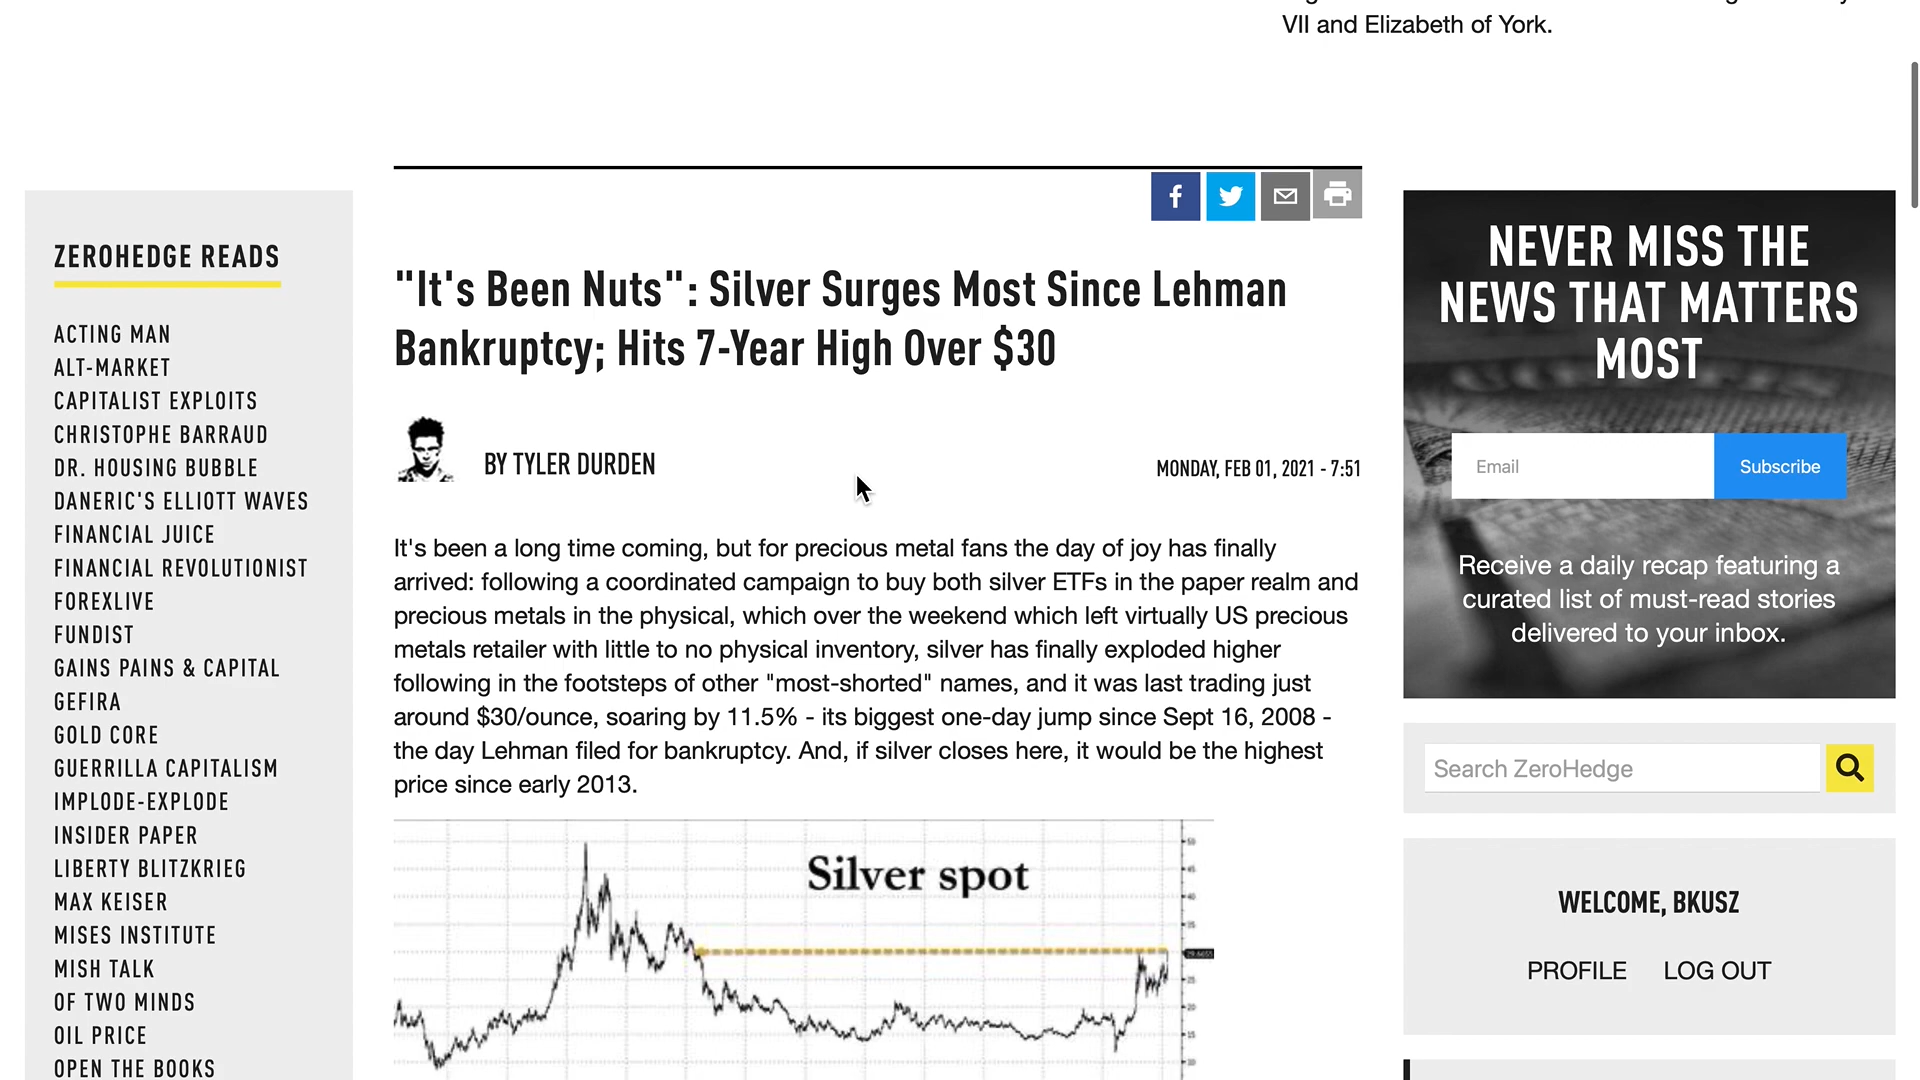 VII and Elizabeth of York.
ZEROHEDGE READS
ACTING MAN
ALT-MARKET
CAPITALIST EXPLOITS
CHRISTOPHE BARRAUD
DR. HOUSING BUBBLE
DANERIC'S ELLIOTT WAVES
FINANCIAL JUICE
FINANCIAL REVOLUTIONIST
FOREXLIVE
FUNDIST
GAINS PAINS & CAPITAL
GEFIRA
GOLD CORE
GUERRILLA CAPITALISM
IMPLODE-EXPLODE
INSIDER PAPER
LIBERTY BLITZKRIEG
MAX KEISER
MISES INSTITUTE
MISH TALK
OF TWO MINDS
OIL PRICE
OPEN THE BOOKS
"It's Been Nuts": Silver Surges Most Since Lehman
Bankruptcy; Hits 7-Year High Over $30
BY TYLER DURDEN
MONDAY, FEB 01, 2021 - 7:51
It's been a long time coming, but for precious metal fans the day of joy has finally
arrived: following a coordinated campaign to buy both silver ETFs in the paper realm and
precious metals in the physical, which over the weekend which left virtually US precious
metals retailer with little to no physical inventory, silver has finally exploded higher
following in the footsteps of other "most-shorted" names, and it was last trading just
around $30/ounce, soaring by 11.5% - its biggest one-day jump since Sept 16, 2008 -
the day Lehman filed for bankruptcy. And, if silver closes here, it would be the highest
price since early 2013.
Silver spot
50
45
40
35
25
20
15
10
NEVER MISS THE
NEWS THAT MATTERS
MOST
Email
Subscribe
Receive a daily recap featuring a
curated list of must-read stories
delivered to your inbox.
Search ZeroHedge
WELCOME, BKUSZ
PROFILE LOG OUT